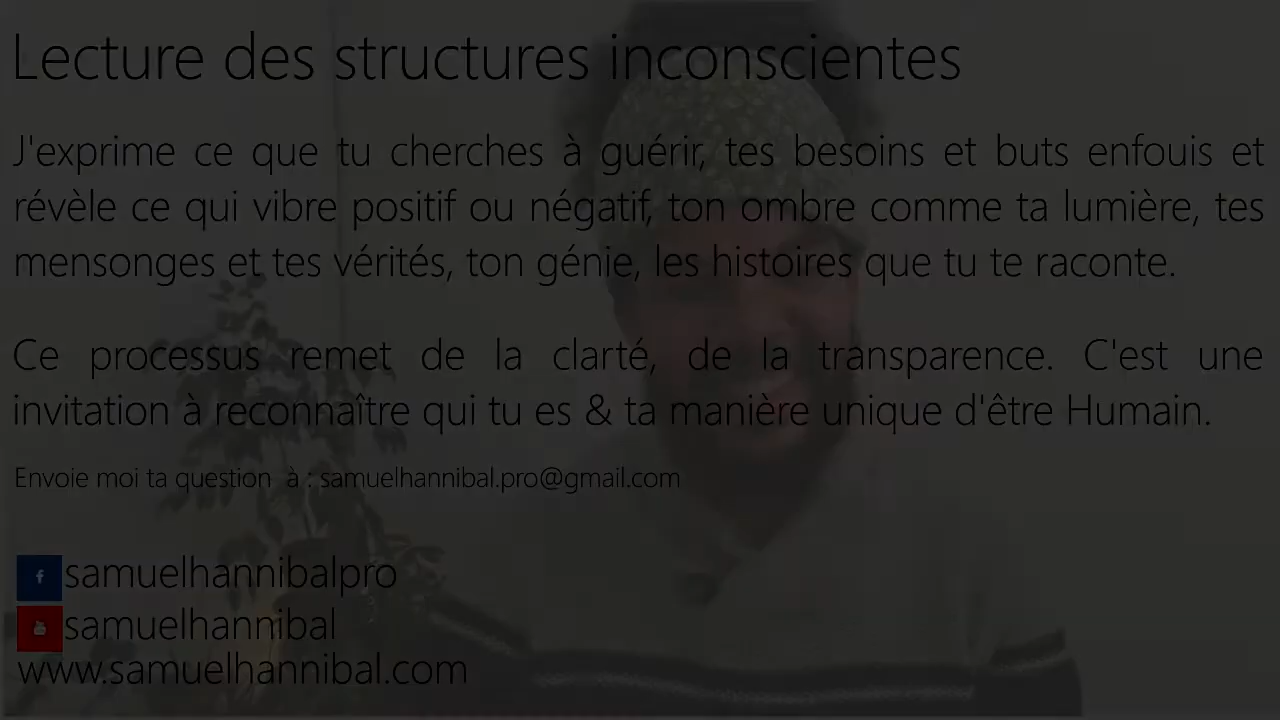 Lecture des structures inconscientes
J'exprime ce que tu cherches à guérir, tes besoins et buts enfouis et
révèle ce qui vibre positif ou négatif, ton ombre comme ta lumière, tes
mensonges et tes vérités, ton génie, les histoires que tu te raconte.
Ce processus remet de la clarté, de la transparence. C'est une
invitation à reconnaître qui tu es & ta manière unique d'être Humain.
Envoie moi ta question à : samuelhannibal.pro@gmail.com
f samuelhannibalpro
samuelhannibal
www.samuelhannibal.com